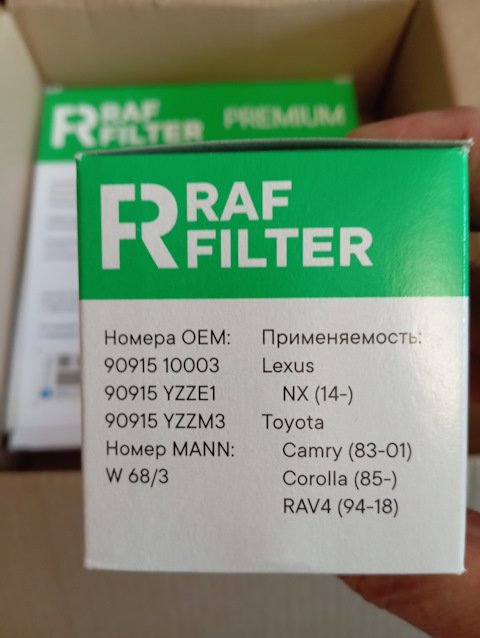 RAF
FILTER
PREMIUM
RAF
FILTER
Номера OEM:
90915 10003
90915 YZZE1
90915 YZZM3
Номер MANN:
W 68/3
Применяемость:
Lexus
NX (14-)
Toyota
Camry (83-01)
Corolla (85-)
RAV4 (94-18)